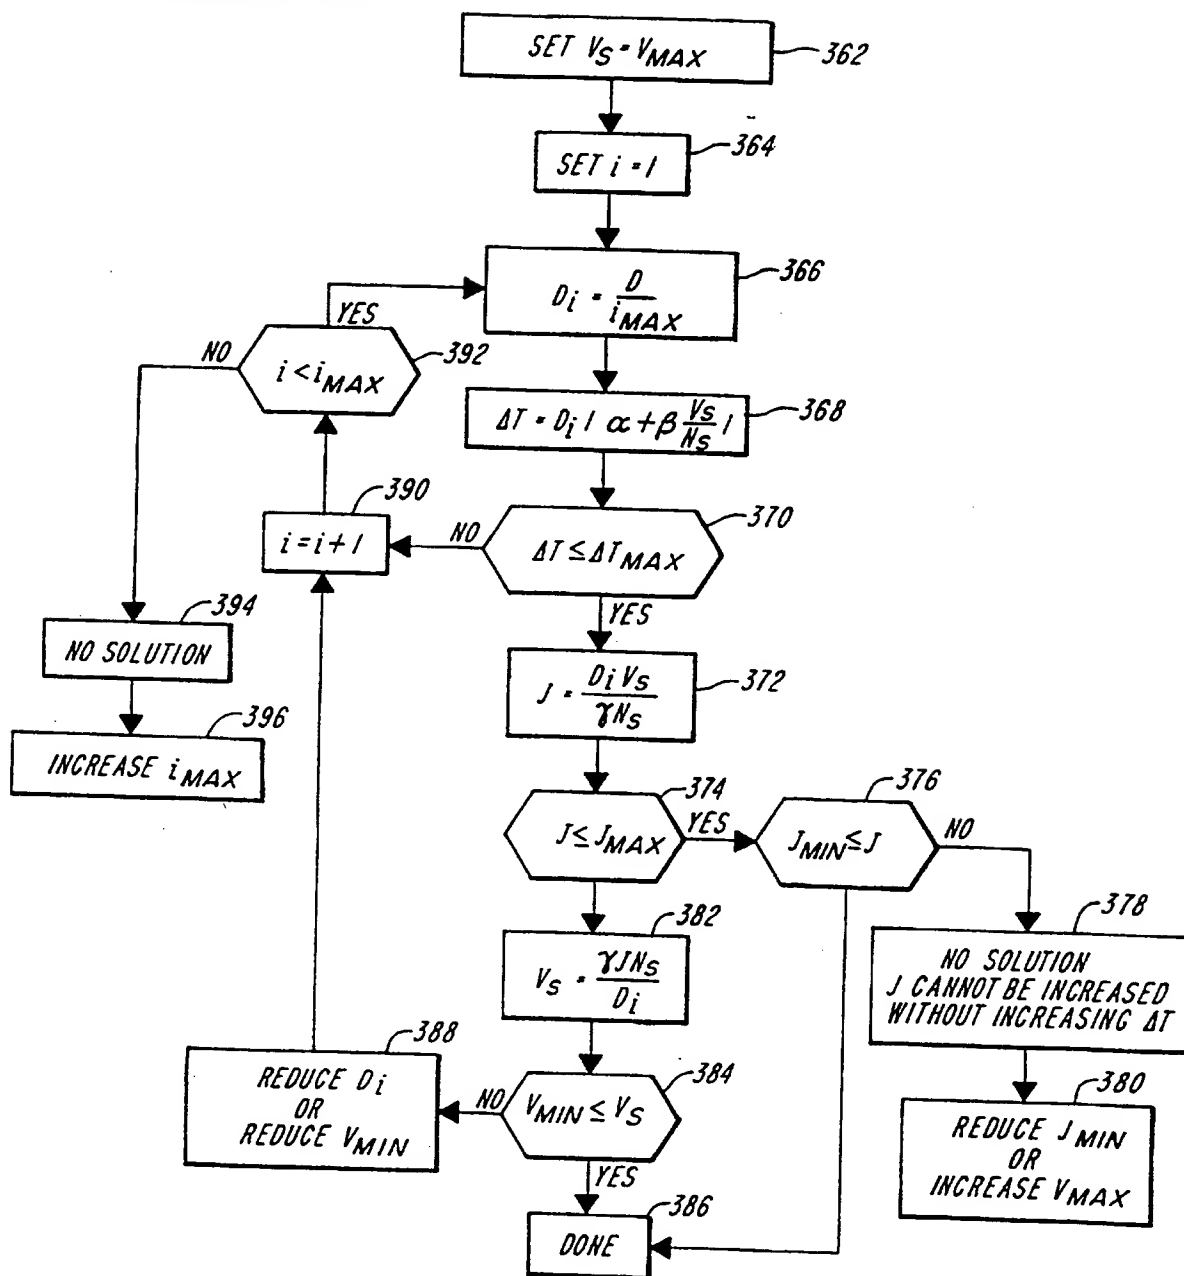 SET VS = VMAX
362
SET i = 1
364
Di = D / iMAX
366
YES
NO
i < iMAX
392
ΔT = Di | α + β VS / NS |
368
390
i = i + 1
NO
370
ΔT ≤ ΔTMAX
YES
394
NO SOLUTION
J = Di VS / γNS
372
396
INCREASE iMAX
374
J ≤ JMAX
YES
376
JMIN ≤ J
NO
382
VS = γJNS / Di
378
NO SOLUTION
J CANNOT BE INCREASED
WITHOUT INCREASING ΔT
388
REDUCE Di
OR
REDUCE VMIN
NO
384
VMIN ≤ VS
YES
380
REDUCE JMIN
OR
INCREASE VMAX
386
DONE